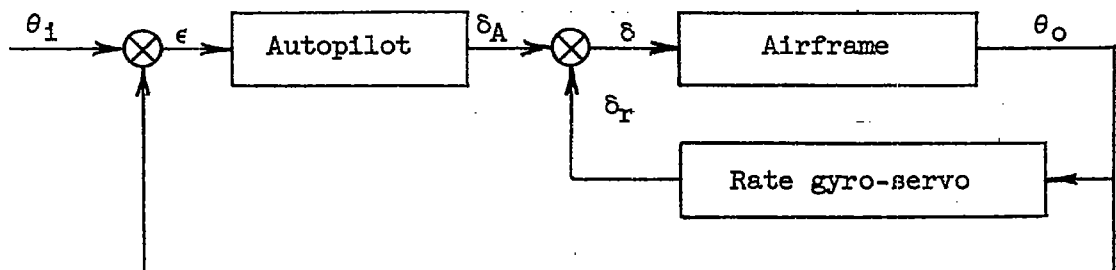 θi
ϵ
Autopilot
δA
δ
Airframe
θo
δr
Rate gyro-servo